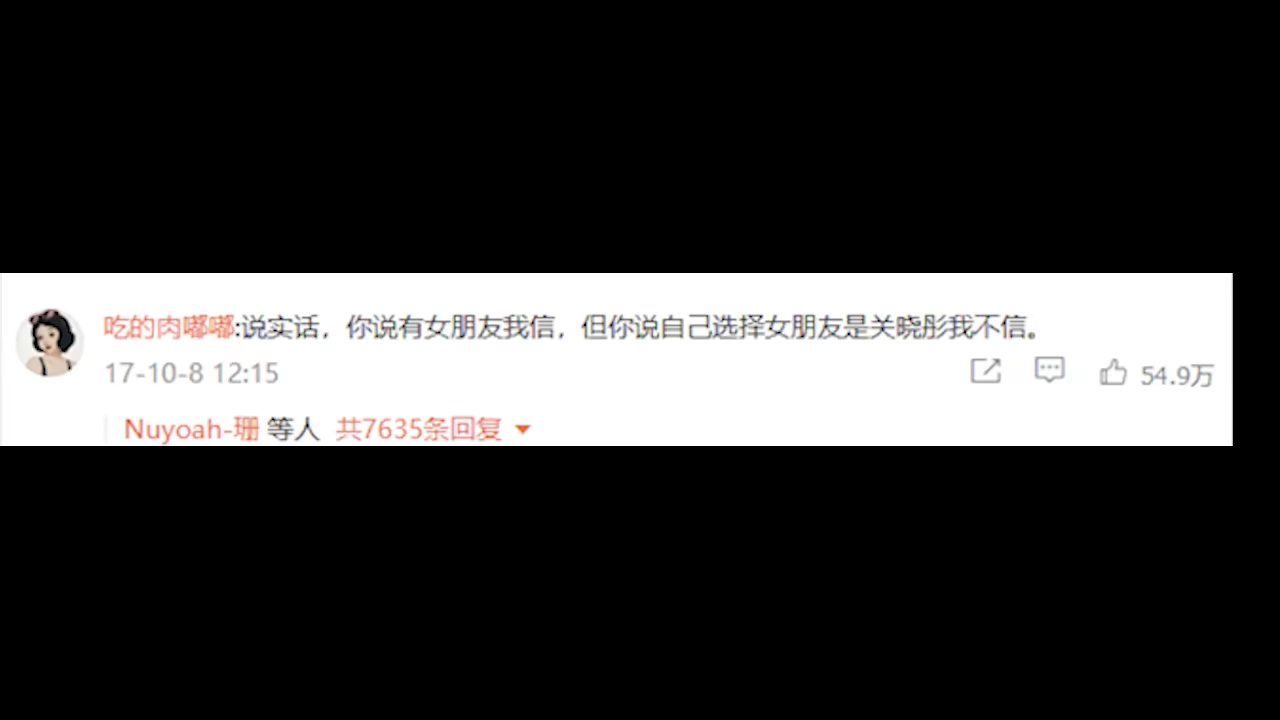 吃的肉嘟嘟:说实话，你说有女朋友我信，但你说自己选择女朋友是关晓彤我不信。
17-10-8 12:15 54.9万
Nuyoah-珊 等人 共7635条回复